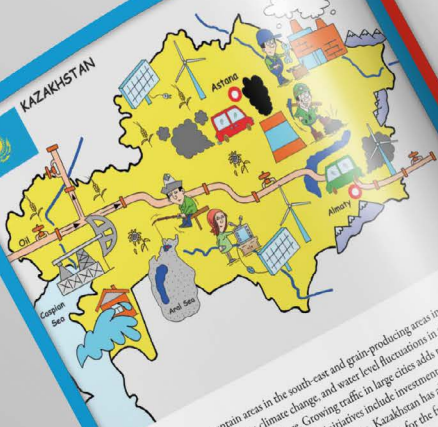 KAZAKHSTAN
Astana
Oil
Almaty
Caspian
Sea
Aral Sea
ntain areas in the south-east and grain-producing areas in
climate change, and water level fluctuations in
Growing traffic in large cities adds
initiatives include investment
Kazakhstan has
for the